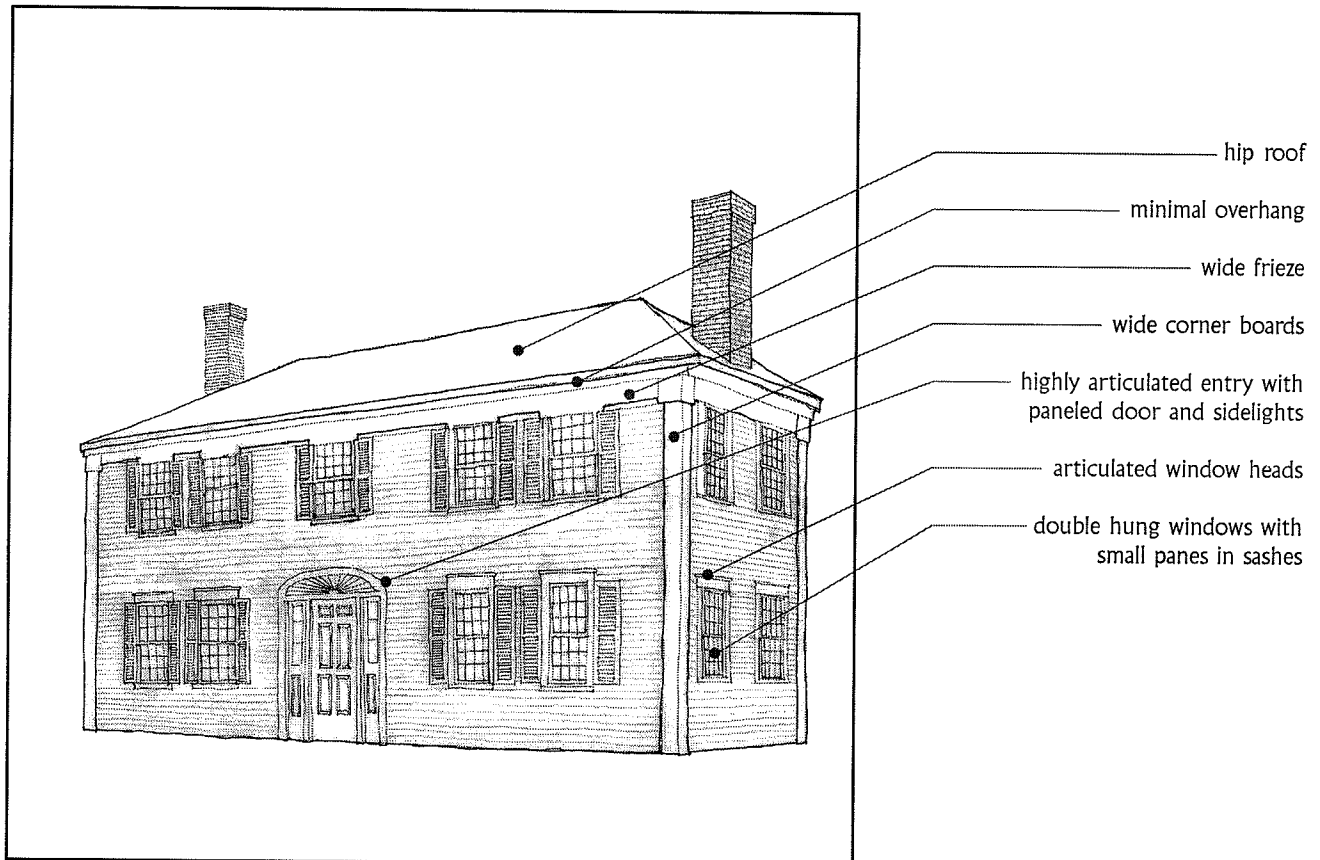 hip roof
minimal overhang
wide frieze
wide corner boards
highly articulated entry with
paneled door and sidelights
articulated window heads
double hung windows with
small panes in sashes